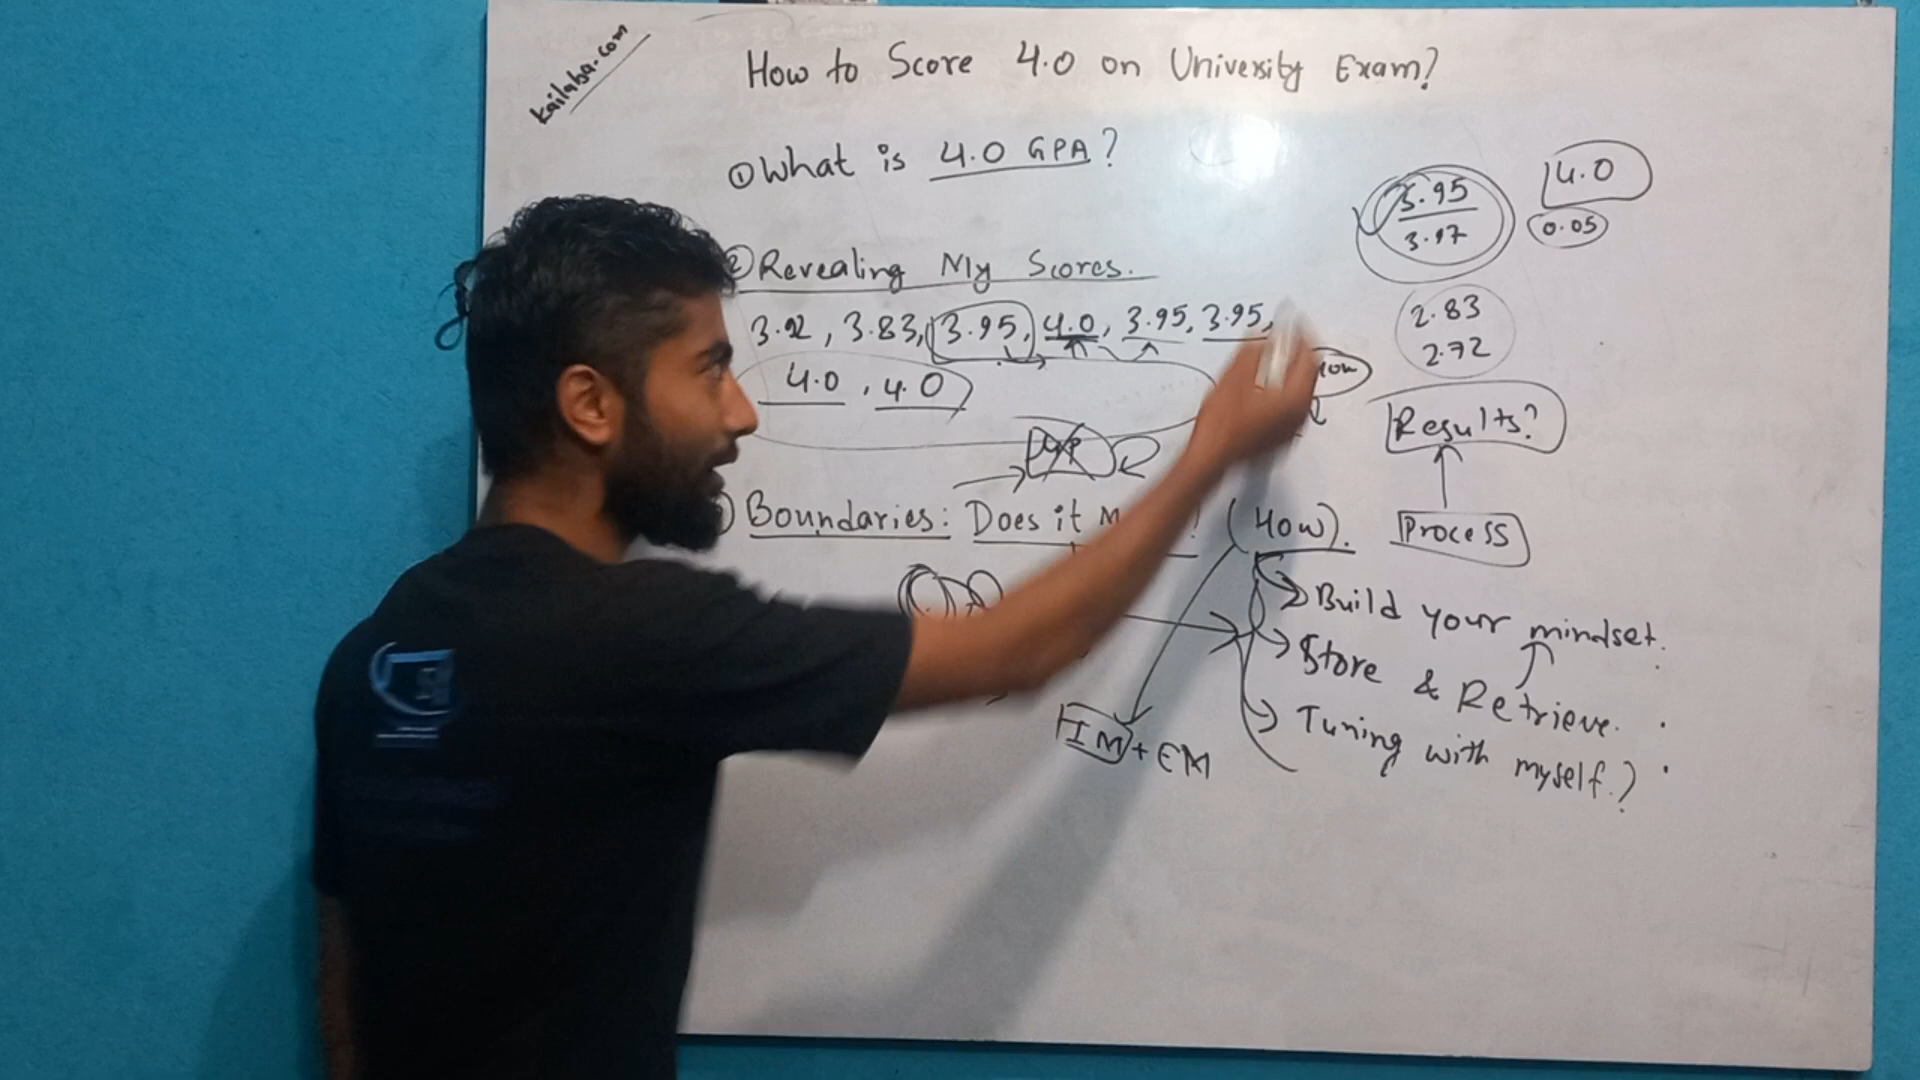 kailaba.com
How to Score 4.0 on University Exam?
① What is 4.0 GPA?
② Revealing My Scores.
3.92, 3.83, 3.95, 4.0, 3.95, 3.95,
4.0, 4.0
Boundaries: Does it
(How).
IM + EM
3.95
3.97
4.0
0.05
2.83
2.72
Results?
Process
Build your mindset.
Store & Retrieve.
Tuning with myself?